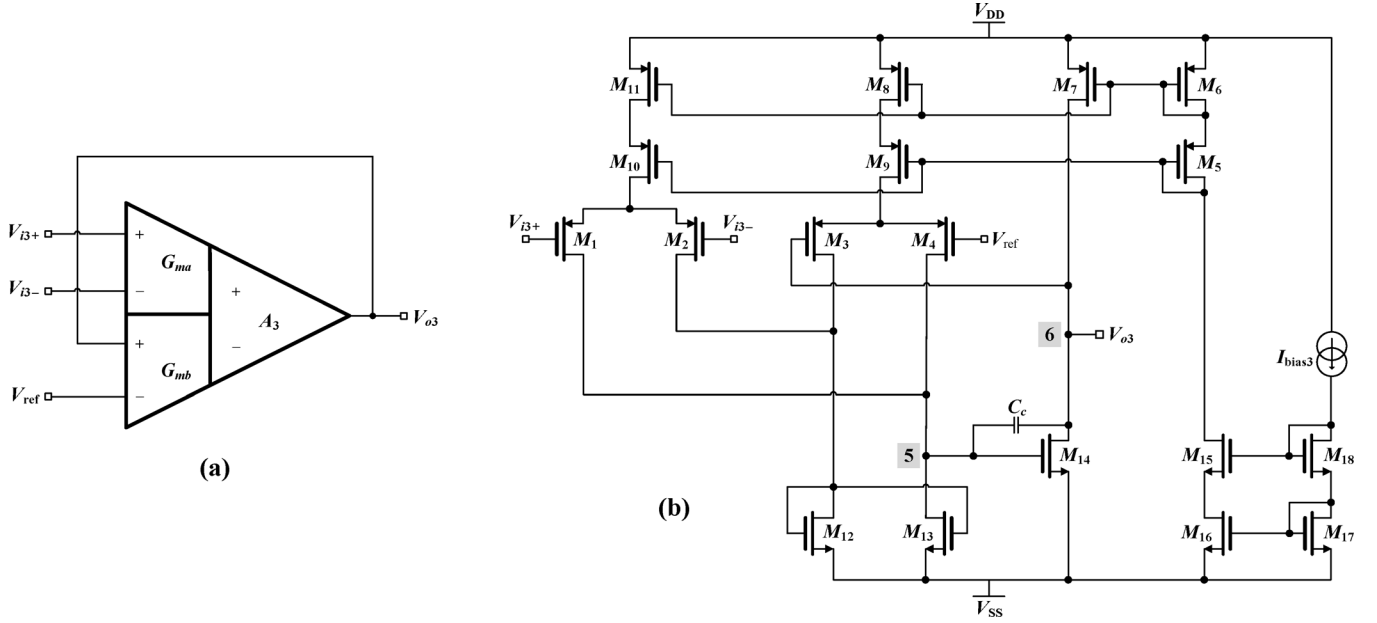 V_DD
M_11
M_8
M_7
M_6
M_10
M_9
M_5
V_i3+
V_i3−
M_1
M_2
M_3
M_4
V_ref
V_i3+
+
G_ma
V_i3−
−
+
A_3
V_o3
+
G_mb
−
V_ref
−
(a)
6
V_o3
I_bias3
C_c
5
M_14
M_15
M_18
(b)
M_12
M_13
M_16
M_17
V_SS